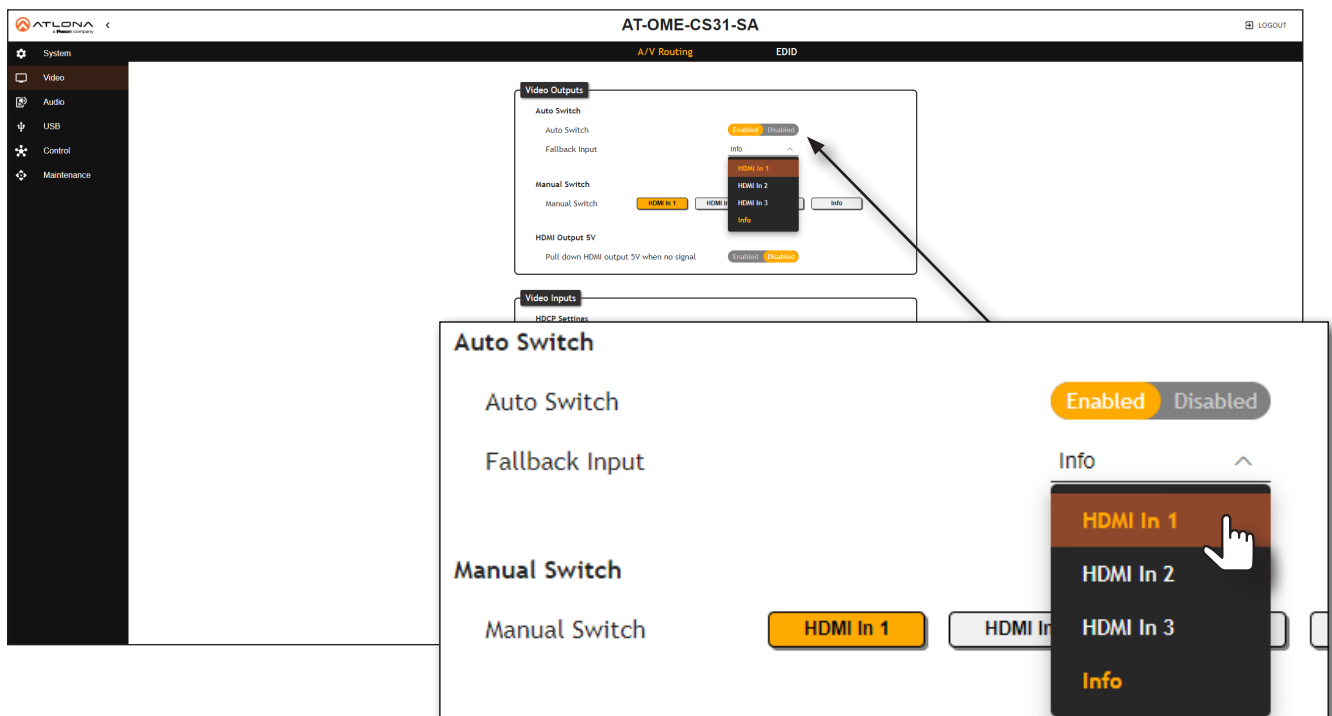 ATLONA
AT-OME-CS31-SA
LOGOUT
a Panduit company
System
A/V Routing EDID
Video
Audio
USB
Control
Maintenance
Video Outputs
Auto Switch
Auto Switch Enabled Disabled
Fallback Input Info
HDMI In 1
HDMI In 2
HDMI In 3
Info
Manual Switch
Manual Switch HDMI In 1 HDMI In Info
HDMI Output 5V
Pull down HDMI output 5V when no signal Enabled Disabled
Video Inputs
HDCP Settings
Auto Switch
Auto Switch Enabled Disabled
Fallback Input Info
HDMI In 1
HDMI In 2
HDMI In 3
Info
Manual Switch
Manual Switch HDMI In 1 HDMI In